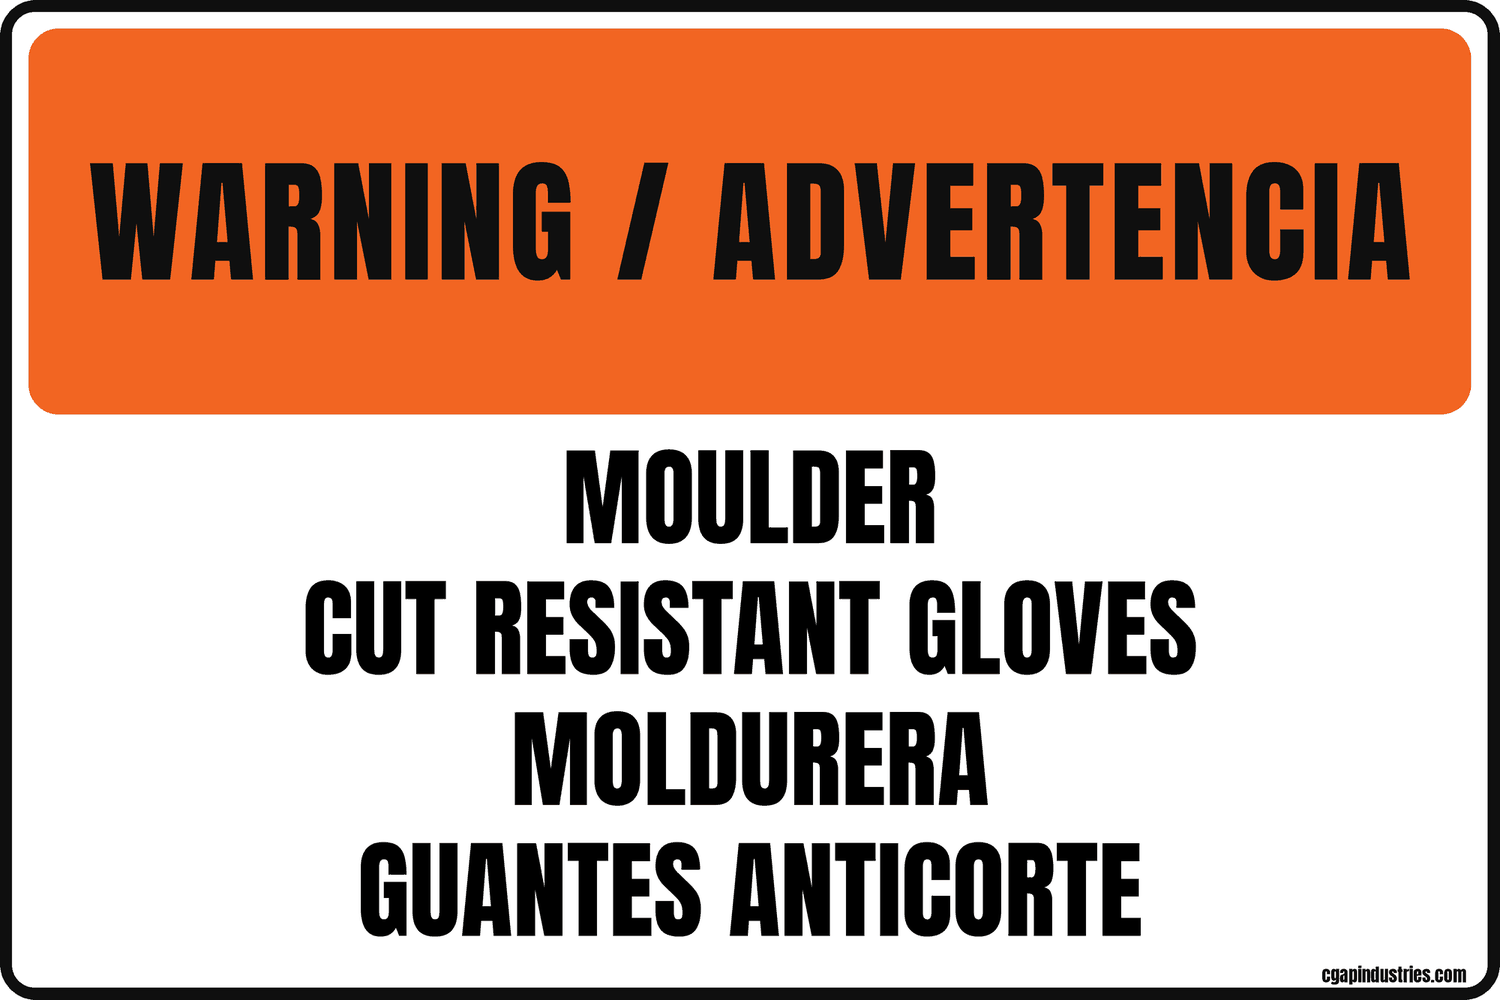 WARNING / ADVERTENCIA
MOULDER
CUT RESISTANT GLOVES
MOLDURERA
GUANTES ANTICORTE
cgapindustries.com